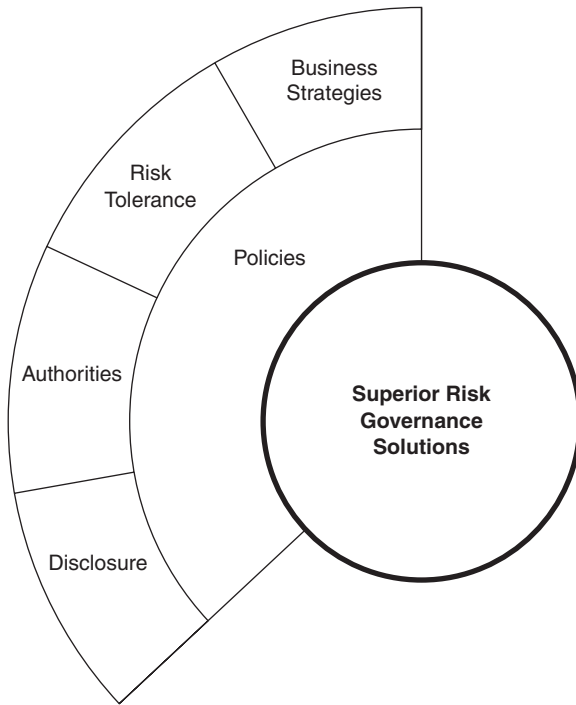 Business
Strategies
Risk
Tolerance
Policies
Authorities
Superior Risk
Governance
Solutions
Disclosure